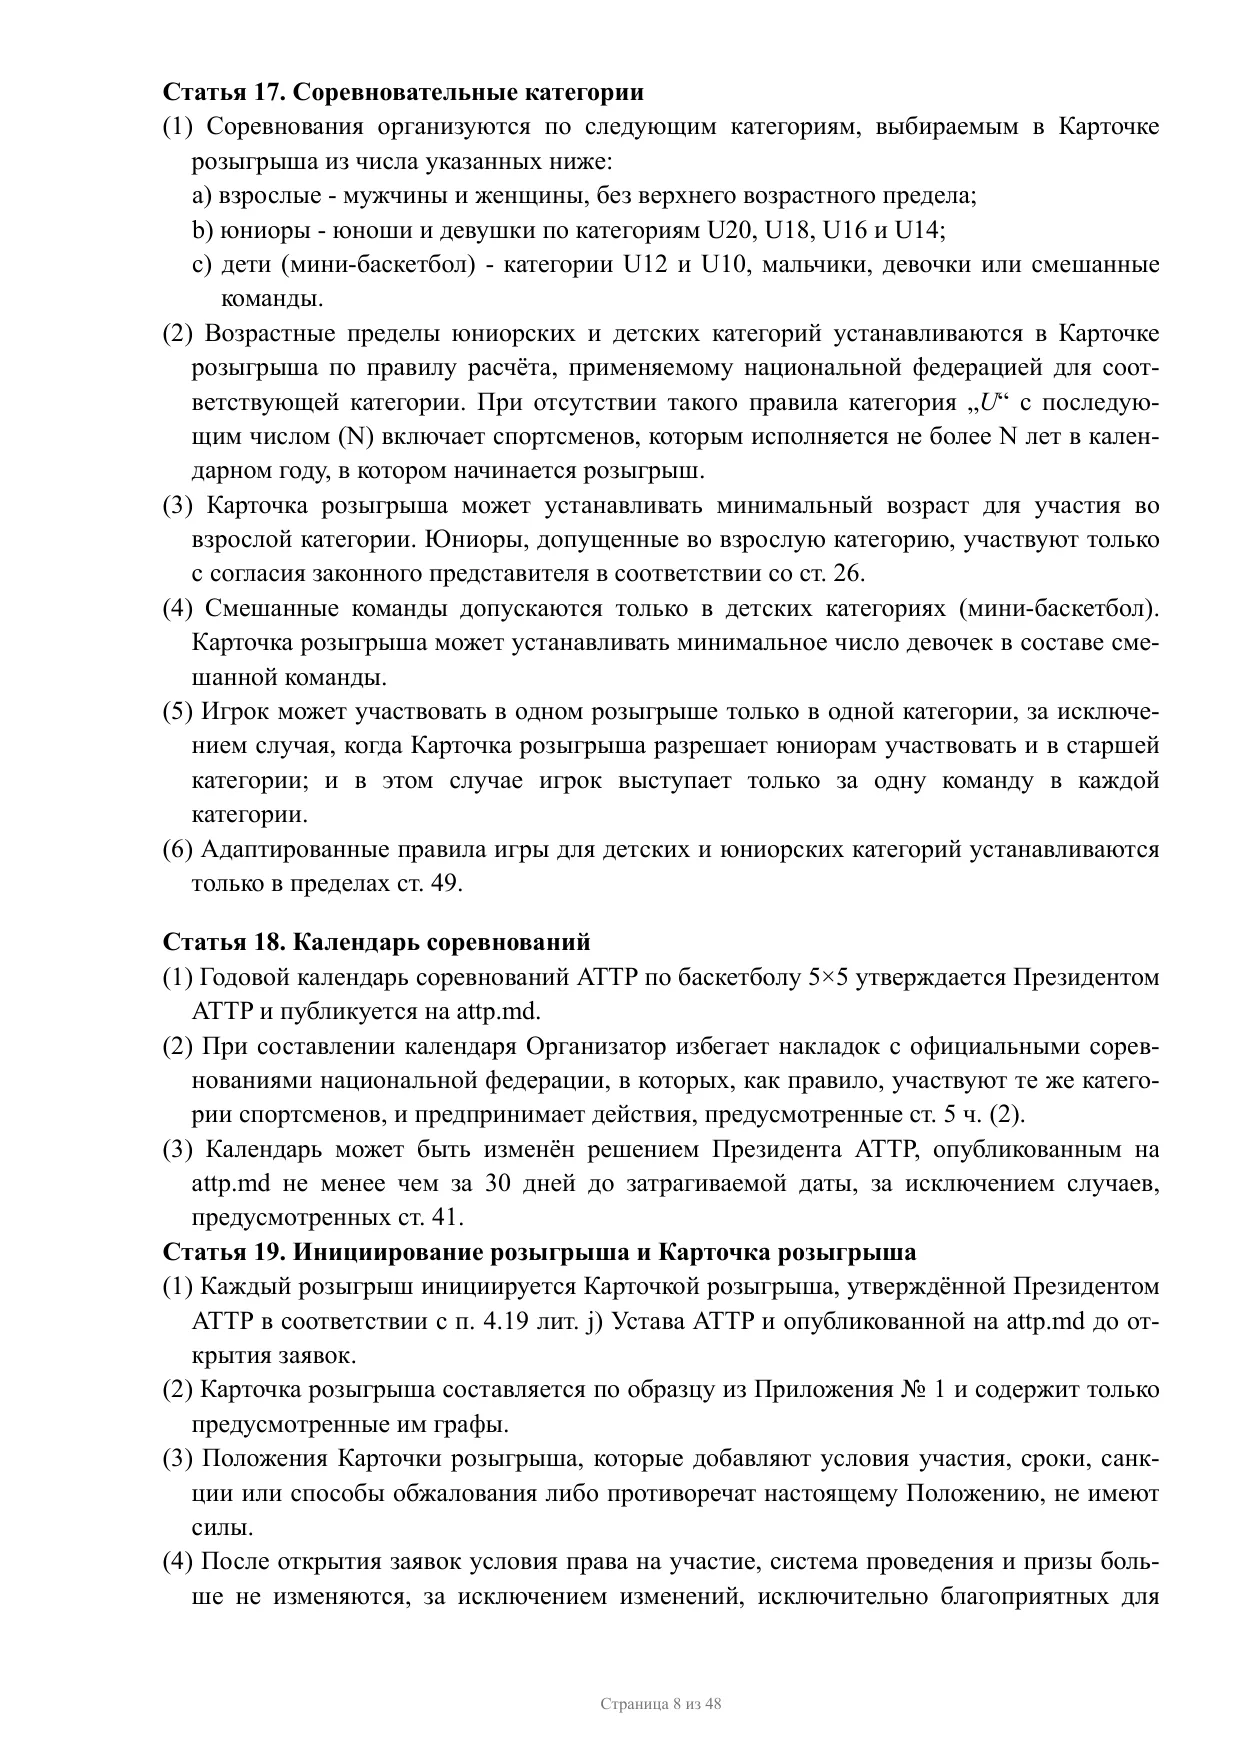 Статья 17. Соревновательные категории
(1) Соревнования организуются по следующим категориям, выбираемым в Карточке
розыгрыша из числа указанных ниже:
a) взрослые - мужчины и женщины, без верхнего возрастного предела;
b) юниоры - юноши и девушки по категориям U20, U18, U16 и U14;
c) дети (мини-баскетбол) - категории U12 и U10, мальчики, девочки или смешанные
команды.
(2) Возрастные пределы юниорских и детских категорий устанавливаются в Карточке
розыгрыша по правилу расчёта, применяемому национальной федерацией для соот-
ветствующей категории. При отсутствии такого правила категория „U“ с последую-
щим числом (N) включает спортсменов, которым исполняется не более N лет в кален-
дарном году, в котором начинается розыгрыш.
(3) Карточка розыгрыша может устанавливать минимальный возраст для участия во
взрослой категории. Юниоры, допущенные во взрослую категорию, участвуют только
с согласия законного представителя в соответствии со ст. 26.
(4) Смешанные команды допускаются только в детских категориях (мини-баскетбол).
Карточка розыгрыша может устанавливать минимальное число девочек в составе сме-
шанной команды.
(5) Игрок может участвовать в одном розыгрыше только в одной категории, за исключе-
нием случая, когда Карточка розыгрыша разрешает юниорам участвовать и в старшей
категории; и в этом случае игрок выступает только за одну команду в каждой
категории.
(6) Адаптированные правила игры для детских и юниорских категорий устанавливаются
только в пределах ст. 49.
Статья 18. Календарь соревнований
(1) Годовой календарь соревнований ATTP по баскетболу 5×5 утверждается Президентом
ATTP и публикуется на attp.md.
(2) При составлении календаря Организатор избегает накладок с официальными сорев-
нованиями национальной федерации, в которых, как правило, участвуют те же катего-
рии спортсменов, и предпринимает действия, предусмотренные ст. 5 ч. (2).
(3) Календарь может быть изменён решением Президента ATTP, опубликованным на
attp.md не менее чем за 30 дней до затрагиваемой даты, за исключением случаев,
предусмотренных ст. 41.
Статья 19. Инициирование розыгрыша и Карточка розыгрыша
(1) Каждый розыгрыш инициируется Карточкой розыгрыша, утверждённой Президентом
ATTP в соответствии с п. 4.19 лит. j) Устава ATTP и опубликованной на attp.md до от-
крытия заявок.
(2) Карточка розыгрыша составляется по образцу из Приложения № 1 и содержит только
предусмотренные им графы.
(3) Положения Карточки розыгрыша, которые добавляют условия участия, сроки, санк-
ции или способы обжалования либо противоречат настоящему Положению, не имеют
силы.
(4) После открытия заявок условия права на участие, система проведения и призы боль-
ше не изменяются, за исключением изменений, исключительно благоприятных для
Страница 8 из 48